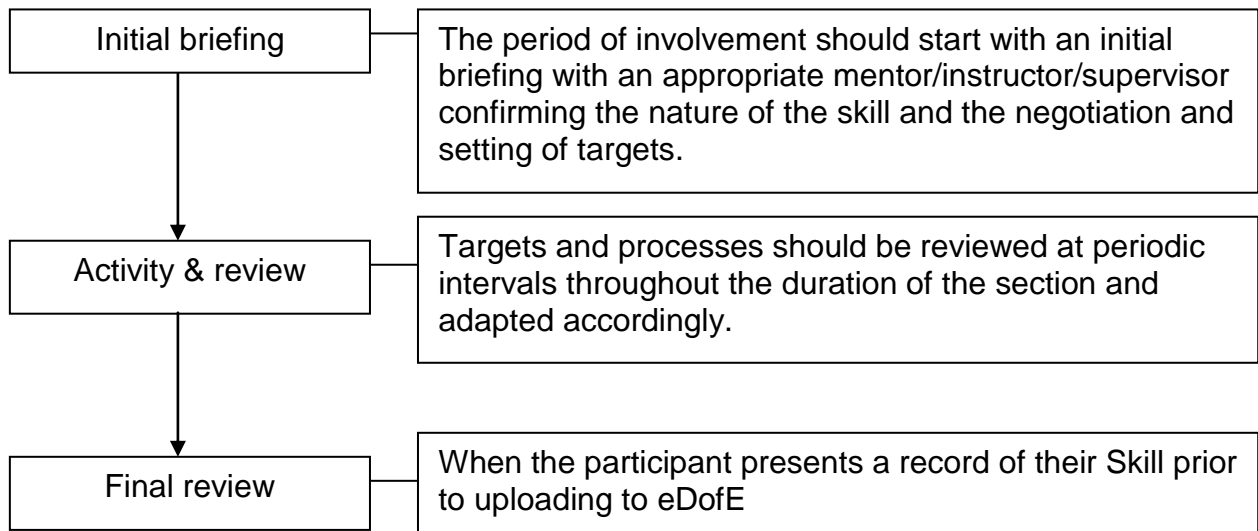 Initial briefing
The period of involvement should start with an initial
briefing with an appropriate mentor/instructor/supervisor
confirming the nature of the skill and the negotiation and
setting of targets.
Activity & review
Targets and processes should be reviewed at periodic
intervals throughout the duration of the section and
adapted accordingly.
Final review
When the participant presents a record of their Skill prior
to uploading to eDofE